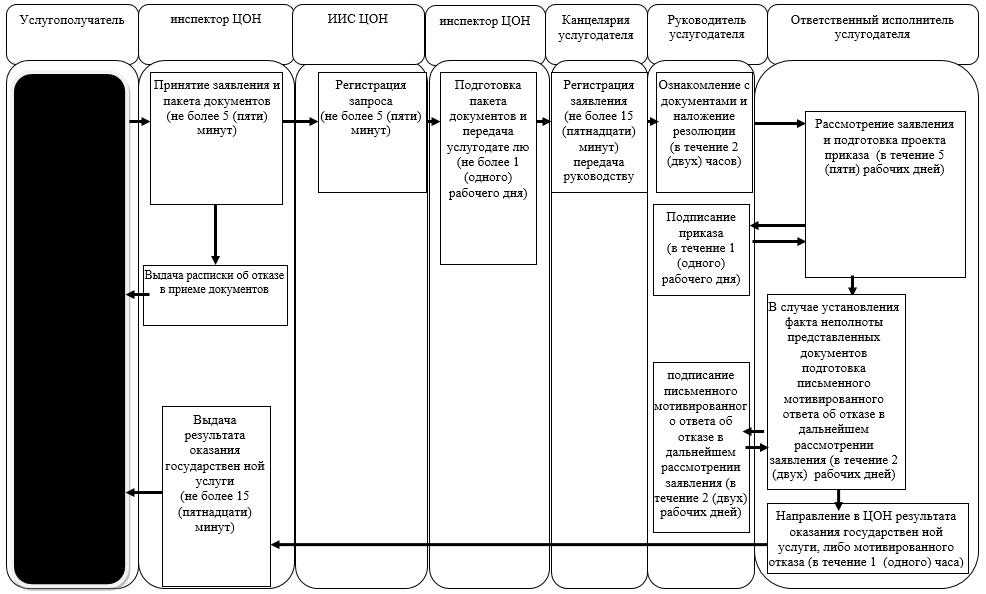 Услугополучатель
инспектор ЦОН
ИИС ЦОН
инспектор ЦОН
Канцелярия
услугодателя
Руководитель
услугодателя
Ответственный исполнитель
услугодателя
Принятие заявления и
пакета документов
(не более 5 (пяти)
минут)
Регистрация
запроса
(не более 5 (пяти)
минут)
Подготовка
пакета
документов и
передача
услугодате лю
(не более 1
(одного)
рабочего дня)
Регистрация
заявления
(не более 15
(пятнадцати)
минут)
передача
руководству
Ознакомление с
документами и
наложение
резолюции
(в течение 2
(двух) часов)
Рассмотрение заявления
и подготовка проекта
приказа (в течение 5
(пяти) рабочих дней)
Подписание
приказа
(в течение 1
(одного)
рабочего дня)
Выдача расписки об отказе
в приеме документов
В случае установления
факта неполноты
представленных
документов
подготовка
письменного
мотивированного
ответа об отказе в
дальнейшем
рассмотрении
заявления (в течение 2
(двух) рабочих дней)
подписание
письменного
мотивированног
о ответа об
отказе в
дальнейшем
рассмотрении
заявления (в
течение 2 (двух)
рабочих дней)
Выдача
результата
оказания
государствен ной
услуги
(не более 15
(пятнадцати)
минут)
Направление в ЦОН результата
оказания государствен ной
услуги, либо мотивированного
отказа (в течение 1 (одного) часа)